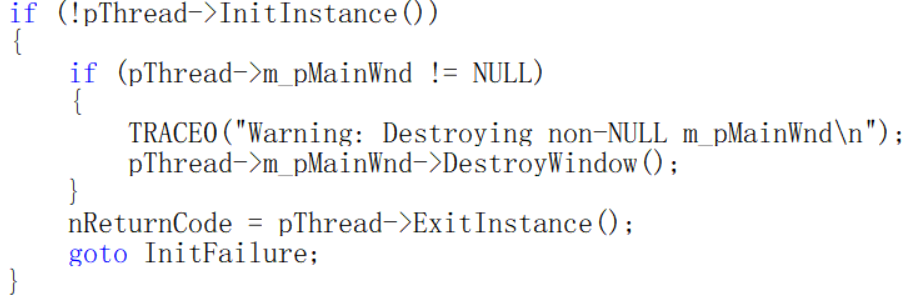 if (!pThread->InitInstance())
{
if (pThread->m_pMainWnd != NULL)
{
TRACE0("Warning: Destroying non-NULL m_pMainWnd\n");
pThread->m_pMainWnd->DestroyWindow();
}
nReturnCode = pThread->ExitInstance();
goto InitFailure;
}